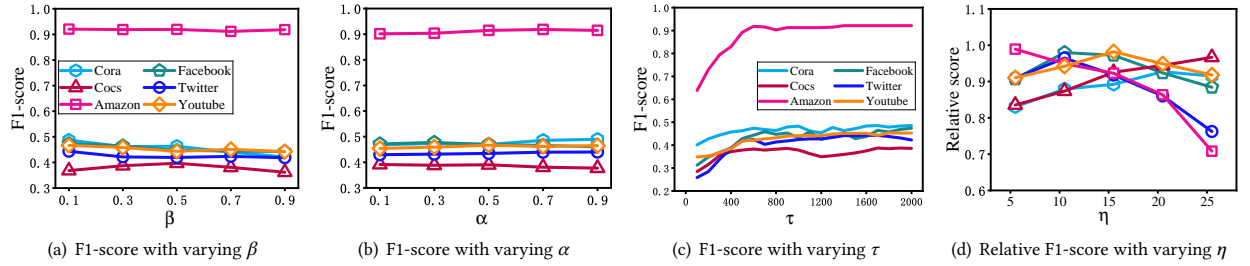 1.0
0.9
0.8
0.7
0.6
0.5
0.4
0.3
F1-score
Cora
Cocs
Amazon
Facebook
Twitter
Youtube
0.1 0.3 0.5 0.7 0.9
β
(a) F1-score with varying β
1.0
0.9
0.8
0.7
0.6
0.5
0.4
0.3
F1-score
0.1 0.3 0.5 0.7 0.9
α
(b) F1-score with varying α
1.0
0.9
0.8
0.7
0.6
0.5
0.4
0.3
0.2
F1-score
Cora
Cocs
Amazon
Facebook
Twitter
Youtube
0 400 800 1200 1600 2000
τ
(c) F1-score with varying τ
1.1
1.0
0.9
0.8
0.7
0.6
Relative score
5 10 15 20 25
η
(d) Relative F1-score with varying η